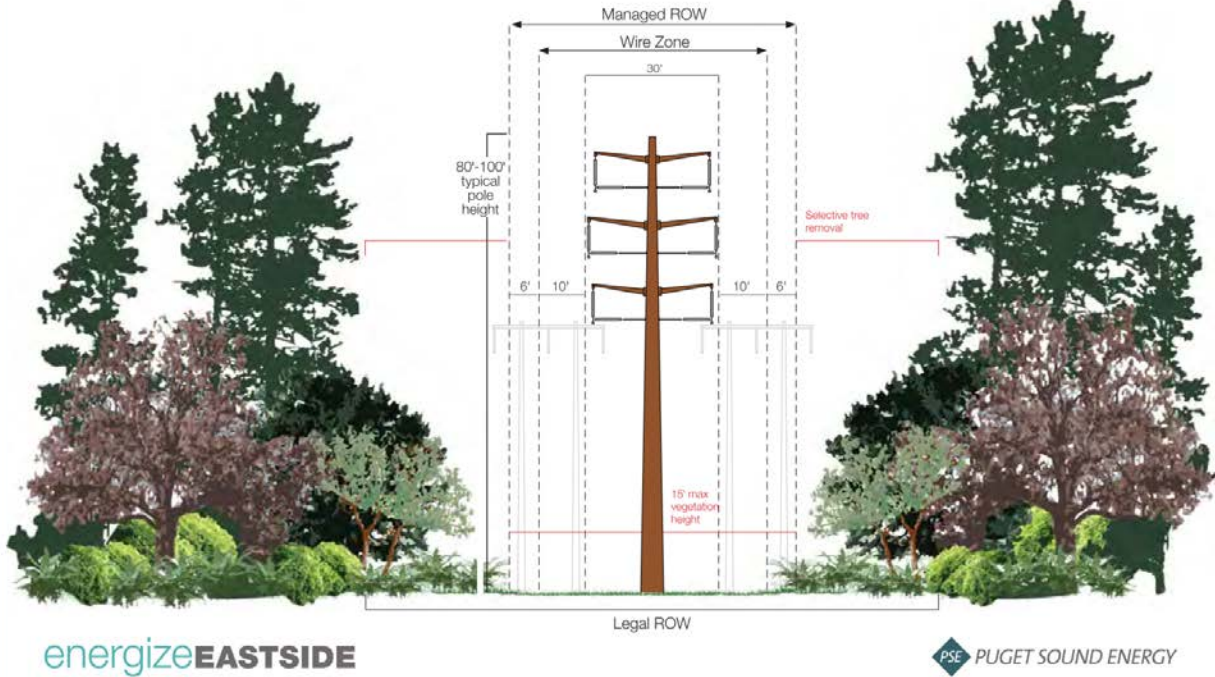 Managed ROW
Wire Zone
30'
80'-100'
typical
pole
height
Selective tree
removal
6'
10'
10'
6'
15' max
vegetation
height
Legal ROW
energizeEASTSIDE
PSE PUGET SOUND ENERGY